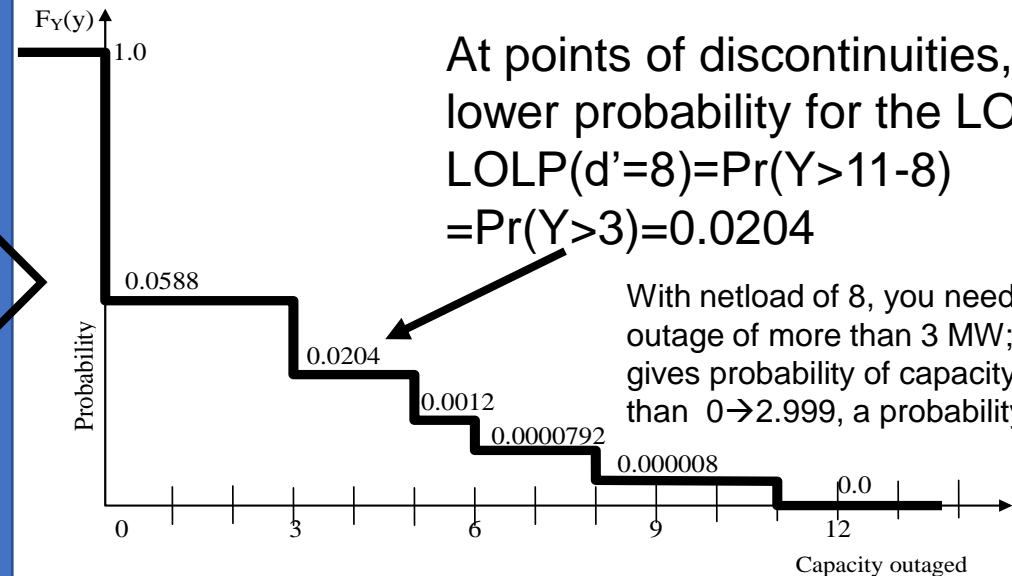 F_Y(y)
1.0
At points of discontinuities,
lower probability for the
LOLP(d’=8)=Pr(Y>11-8)
=Pr(Y>3)=0.0204
0.0588
With netload of 8, you need
outage of more than 3 MW;
gives probability of capacity
than 0→2.999, a
0.0204
0.0012
0.0000792
0.000008
0.0
Probability
0 3 6 9 12
Capacity outaged